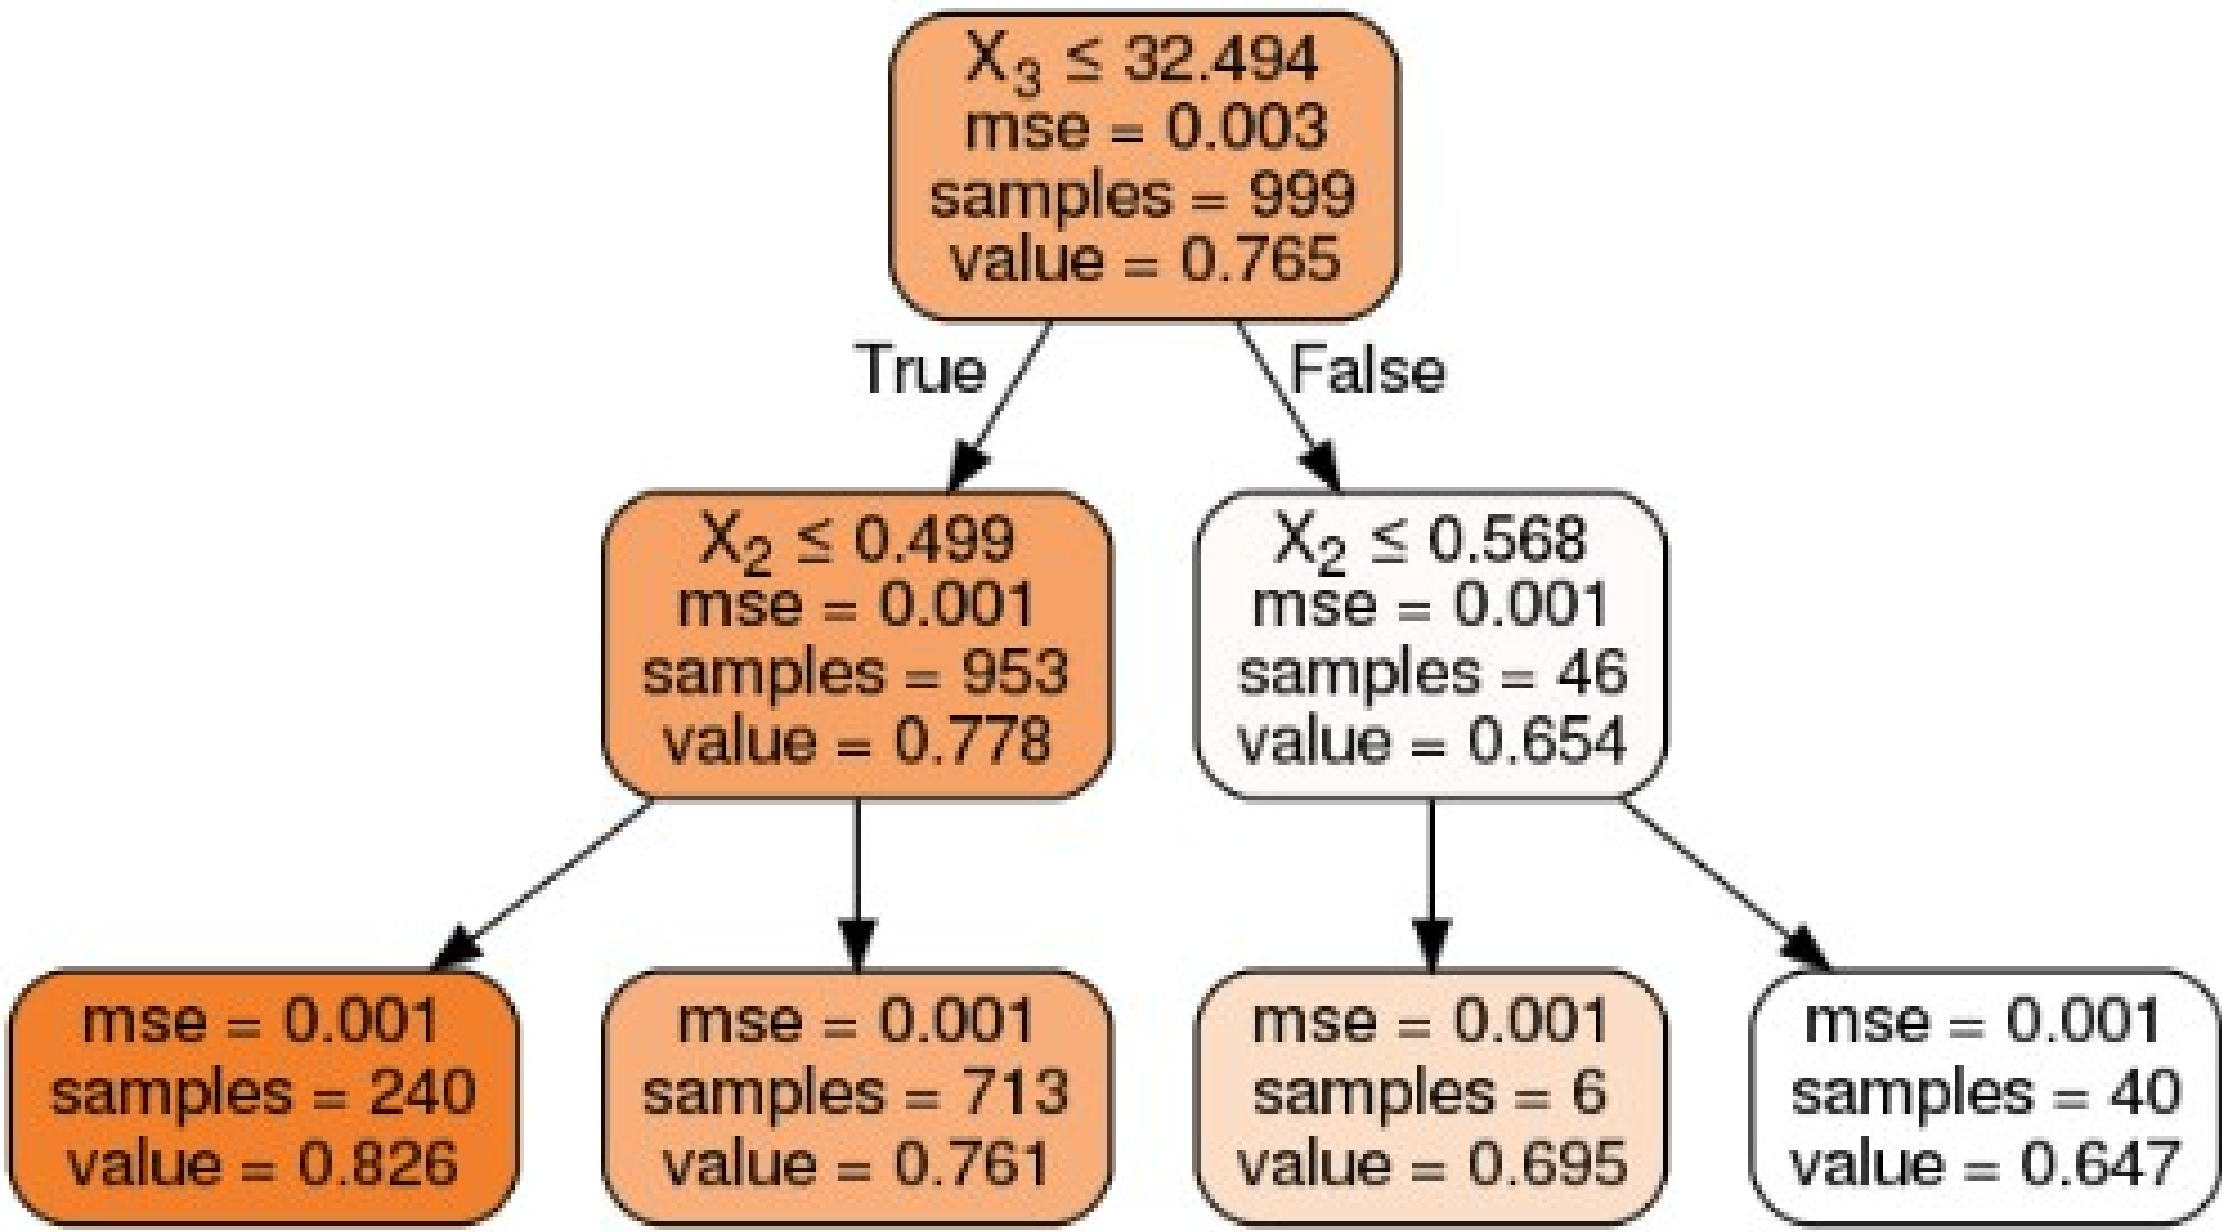 X₃ ≤ 32.494
mse = 0.003
samples = 999
value = 0.765
True
False
X₂ ≤ 0.499
mse = 0.001
samples = 953
value = 0.778
X₂ ≤ 0.568
mse = 0.001
samples = 46
value = 0.654
mse = 0.001
samples = 240
value = 0.826
mse = 0.001
samples = 713
value = 0.761
mse = 0.001
samples = 6
value = 0.695
mse = 0.001
samples = 40
value = 0.647